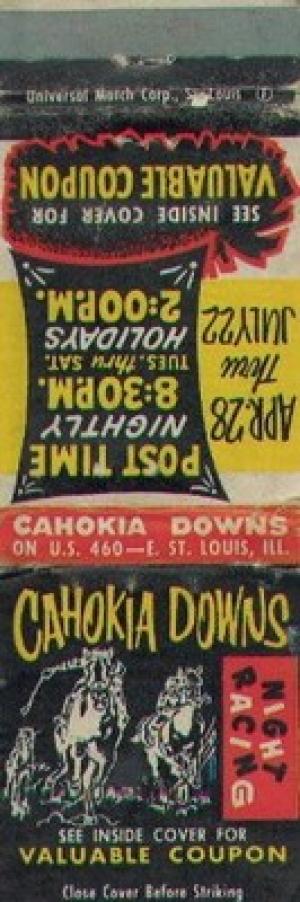 Universal Match Corp., St. Louis
SEE INSIDE COVER FOR
VALUABLE COUPON
POST TIME
NIGHTLY
8:30 P.M.
TUES. thru SAT.
HOLIDAYS
2:00 P.M.
APR. 28
thru
JULY 22
CAHOKIA DOWNS
ON U.S. 460—E. ST. LOUIS, ILL.
CAHOKIA DOWNS
NIGHT
RACING
SEE INSIDE COVER FOR
VALUABLE COUPON
Close Cover Before Striking